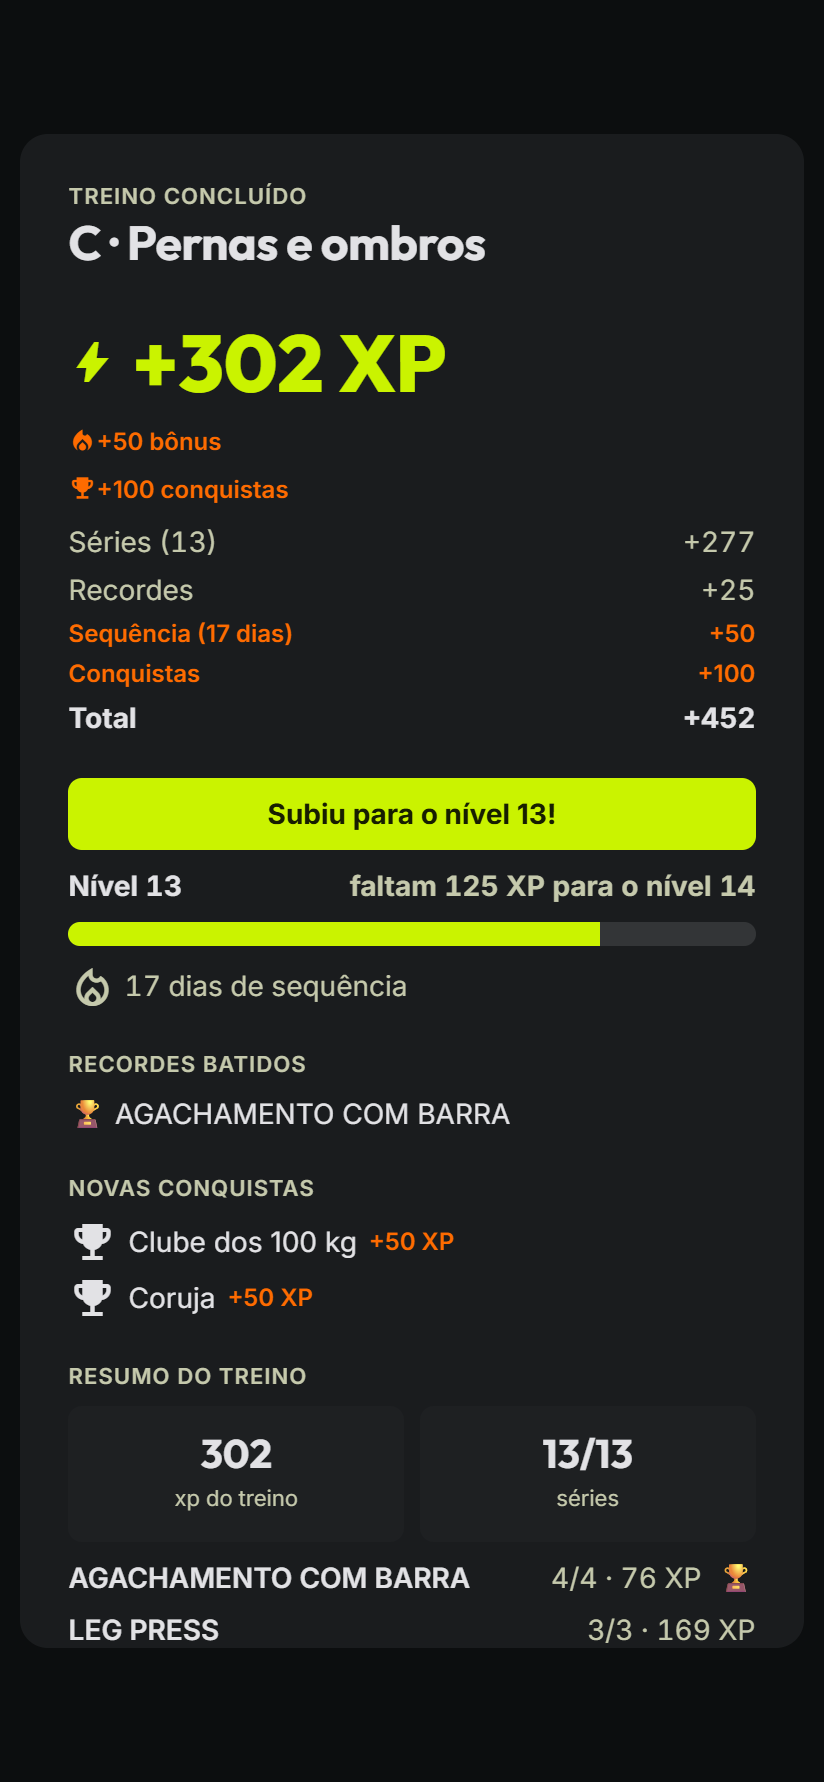 TREINO CONCLUÍDO
C · Pernas e ombros
+302 XP
+50 bônus
+100 conquistas
Séries (13) +277
Recordes +25
Sequência (17 dias) +50
Conquistas +100
Total +452
Subiu para o nível 13!
Nível 13 faltam 125 XP para o nível 14
17 dias de sequência
RECORDES BATIDOS
AGACHAMENTO COM BARRA
NOVAS CONQUISTAS
Clube dos 100 kg +50 XP
Coruja +50 XP
RESUMO DO TREINO
302 13/13
xp do treino séries
AGACHAMENTO COM BARRA 4/4 · 76 XP
LEG PRESS 3/3 · 169 XP